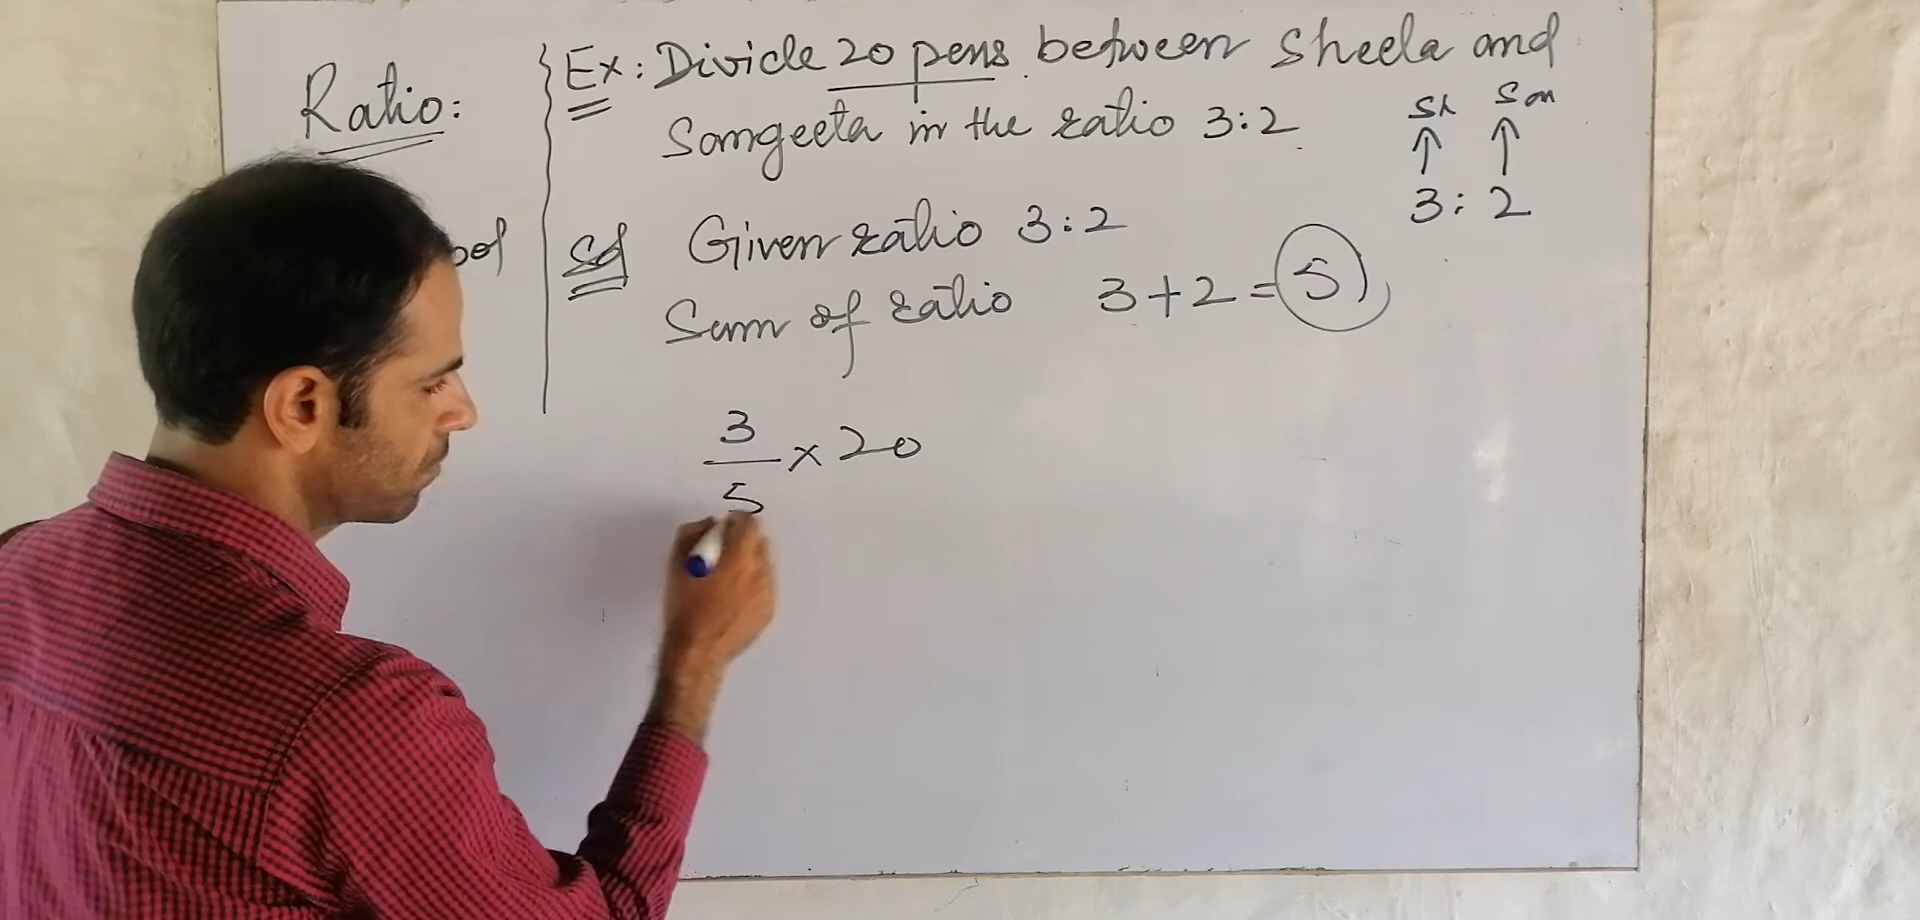 Ratio:
Ex: Divide 20 pens between Sheela and
Sangeeta in the ratio 3:2
Sh San
3:2
Sol Given ratio 3:2
Sum of ratio 3+2=5
3/5 × 20